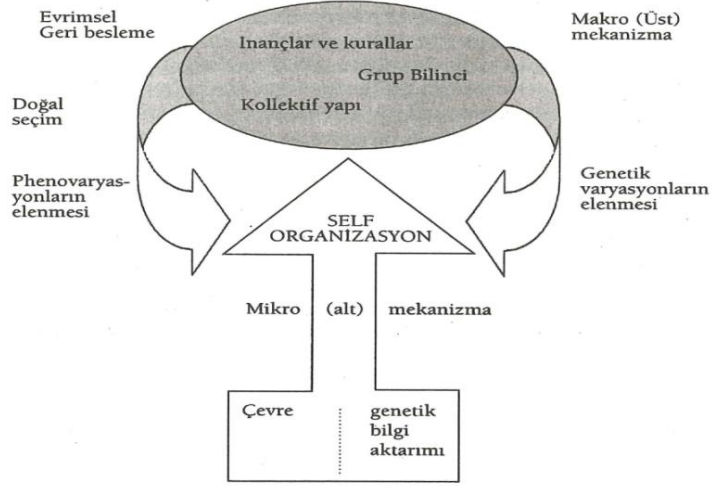 Evrimsel
Geri besleme
İnançlar ve kurallar
Grup Bilinci
Kollektif yapı
Makro (Üst)
mekanizma
Doğal
seçim
Phenovaryas-
yonların
elenmesi
Genetik
varyasyonların
elenmesi
SELF
ORGANİZASYON
Mikro (alt) mekanizma
Çevre
genetik
bilgi
aktarımı